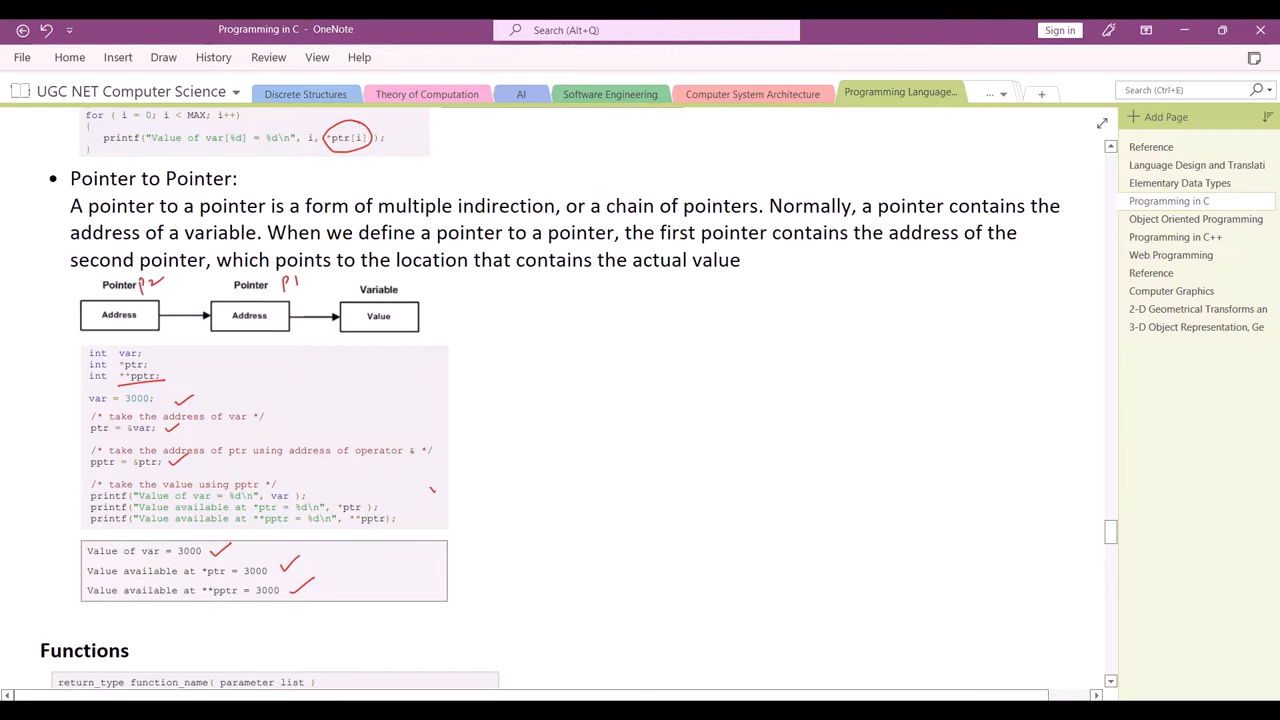 Programming in C - OneNote
Search (Alt+Q)
Sign in
File Home Insert Draw History Review View Help
UGC NET Computer Science
Discrete Structures
Theory of Computation
AI
Software Engineering
Computer System Architecture
Programming Language...
...
Search (Ctrl+E)
Add Page
Reference
Language Design and Translati
Elementary Data Types
Programming in C
Object Oriented Programming
Programming in C++
Web Programming
Reference
Computer Graphics
2-D Geometrical Transforms an
3-D Object Representation, Ge
for ( i = 0; i < MAX; i++)
{
printf("Value of var[%d] = %d\n", i, *ptr[i] );
}
• Pointer to Pointer:
A pointer to a pointer is a form of multiple indirection, or a chain of pointers. Normally, a pointer contains the
address of a variable. When we define a pointer to a pointer, the first pointer contains the address of the
second pointer, which points to the location that contains the actual value
Pointer P2 Pointer P1 Variable
Address Address Value
int var;
int *ptr;
int **pptr;
var = 3000;
/* take the address of var */
ptr = &var;
/* take the address of ptr using address of operator & */
pptr = &ptr;
/* take the value using pptr */
printf("Value of var = %d\n", var );
printf("Value available at *ptr = %d\n", *ptr );
printf("Value available at **pptr = %d\n", **pptr);
Value of var = 3000
Value available at *ptr = 3000
Value available at **pptr = 3000
Functions
return_type function_name( parameter list )